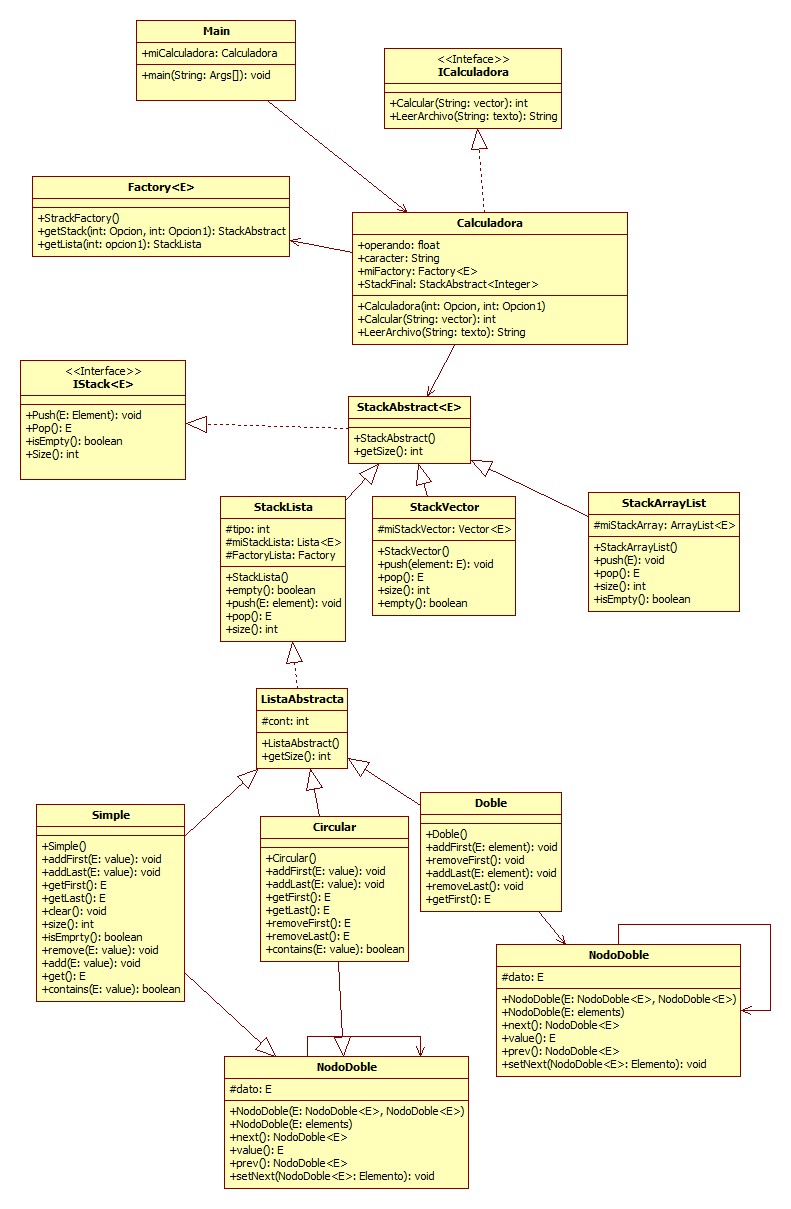 Main
+miCalculadora: Calculadora
+main(String: Args[]): void
<<Inteface>>
ICalculadora
+Calcular(String: vector): int
+LeerArchivo(String: texto): String
Factory<E>
+StrackFactory()
+getStack(int: Opcion, int: Opcion1): StackAbstract
+getLista(int: opcion1): StackLista
Calculadora
+operando: float
+caracter: String
+miFactory: Factory<E>
+StackFinal: StackAbstract<Integer>
+Calculadora(int: Opcion, int: Opcion1)
+Calcular(String: vector): int
+LeerArchivo(String: texto): String
<<Interface>>
IStack<E>
+Push(E: Element): void
+Pop(): E
+isEmpty(): boolean
+Size(): int
StackAbstract<E>
+StackAbstract()
+getSize(): int
StackLista
#tipo: int
#miStackLista: Lista<E>
#FactoryLista: Factory
+StackLista()
+empty(): boolean
+push(E: element): void
+pop(): E
+size(): int
StackVector
#miStackVector: Vector<E>
+StackVector()
+push(element: E): void
+pop(): E
+size(): int
+empty(): boolean
StackArrayList
#miStackArray: ArrayList<E>
+StackArrayList()
+push(E): void
+pop(): E
+size(): int
+isEmpty(): boolean
ListaAbstracta
#cont: int
+ListaAbstract()
+getSize(): int
Simple
+Simple()
+addFirst(E: value): void
+addLast(E: value): void
+getFirst(): E
+getLast(): E
+clear(): void
+size(): int
+isEmprty(): boolean
+remove(E: value): void
+add(E: value): void
+get(): E
+contains(E: value): boolean
Circular
+Circular()
+addFirst(E: value): void
+addLast(E: value): void
+getFirst(): E
+getLast(): E
+removeFirst(): E
+removeLast(): E
+contains(E: value): boolean
Doble
+Doble()
+addFirst(E: element): void
+removeFirst(): void
+addLast(E: element): void
+removeLast(): void
+getFirst(): E
NodoDoble
#dato: E
+NodoDoble(E: NodoDoble<E>, NodoDoble<E>)
+NodoDoble(E: elements)
+next(): NodoDoble<E>
+value(): E
+prev(): NodoDoble<E>
+setNext(NodoDoble<E>: Elemento): void
NodoDoble
#dato: E
+NodoDoble(E: NodoDoble<E>, NodoDoble<E>)
+NodoDoble(E: elements)
+next(): NodoDoble<E>
+value(): E
+prev(): NodoDoble<E>
+setNext(NodoDoble<E>: Elemento): void